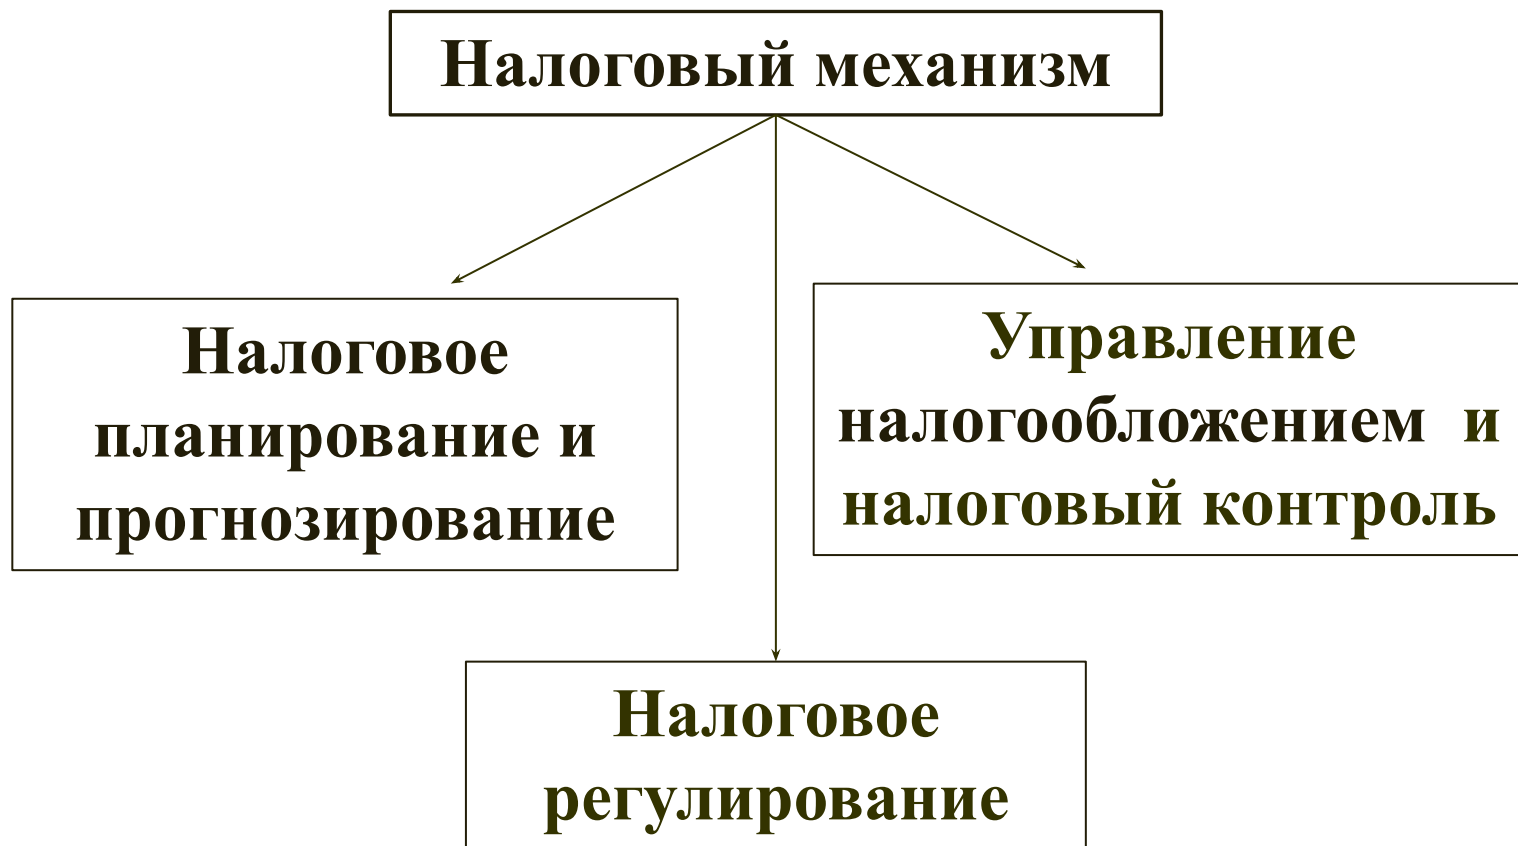 Налоговый механизм
Налоговое
планирование и
прогнозирование
Управление
налогообложением и
налоговый контроль
Налоговое
регулирование